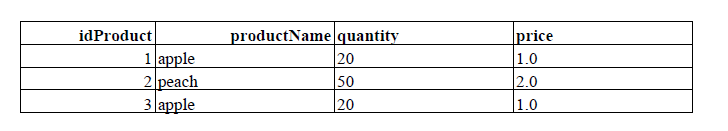 idProduct productName quantity price
1 apple 20 1.0
2 peach 50 2.0
3 apple 20 1.0